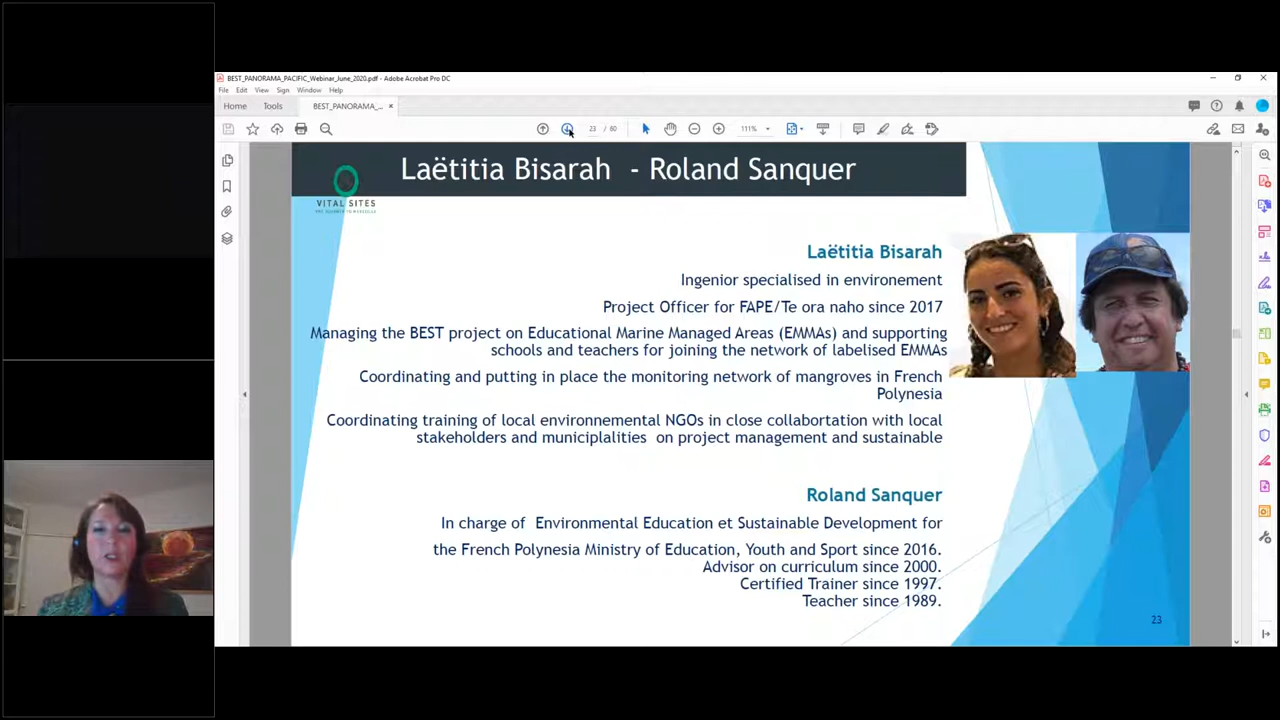 BEST_PANORAMA_PACIFIC_Webinar_June_2020.pdf - Adobe Acrobat Pro DC
File Edit View Sign Window Help
Home Tools BEST_PANORAMA_... ×
23 / 60 111%
Laëtitia Bisarah - Roland Sanquer
VITAL SITES
Laëtitia Bisarah
Ingenior specialised in environement
Project Officer for FAPE/Te ora naho since 2017
Managing the BEST project on Educational Marine Managed Areas (EMMAs) and supporting
schools and teachers for joining the network of labelised EMMAs
Coordinating and putting in place the monitoring network of mangroves in French
Polynesia
Coordinating training of local environnemental NGOs in close collabortation with local
stakeholders and municiplalities on project management and sustainable
Roland Sanquer
In charge of Environmental Education et Sustainable Development for
the French Polynesia Ministry of Education, Youth and Sport since 2016.
Advisor on curriculum since 2000.
Certified Trainer since 1997.
Teacher since 1989.
23